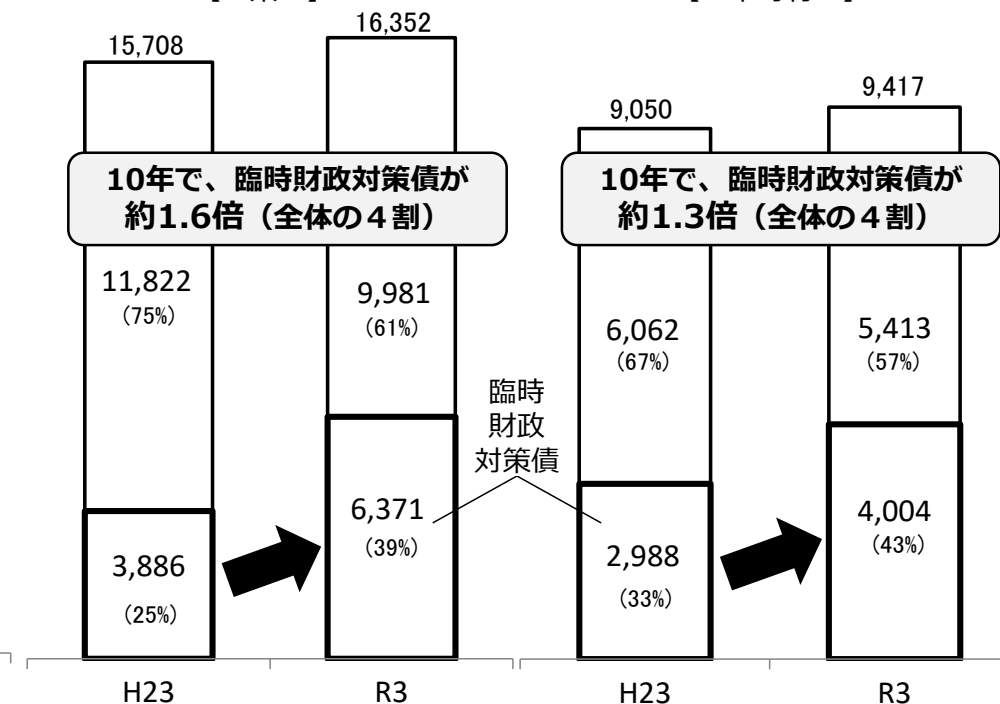 15,708
16,352
10年で、臨時財政対策債が
約1.6倍（全体の４割）
11,822
（75%）
9,981
（61%）
3,886
（25%）
6,371
（39%）
H23
R3
臨時
財政
対策債
9,050
9,417
10年で、臨時財政対策債が
約1.3倍（全体の４割）
6,062
（67%）
5,413
（57%）
2,988
（33%）
4,004
（43%）
H23
R3